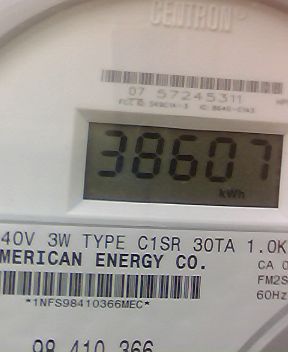 CENTRON®
07 57245311
38607
kWh
40V 3W TYPE C1SR 30TA 1.0K
MERICAN ENERGY CO.
CA 0
FM2S
60Hz
*1NFS98410366MEC*
98 410 366